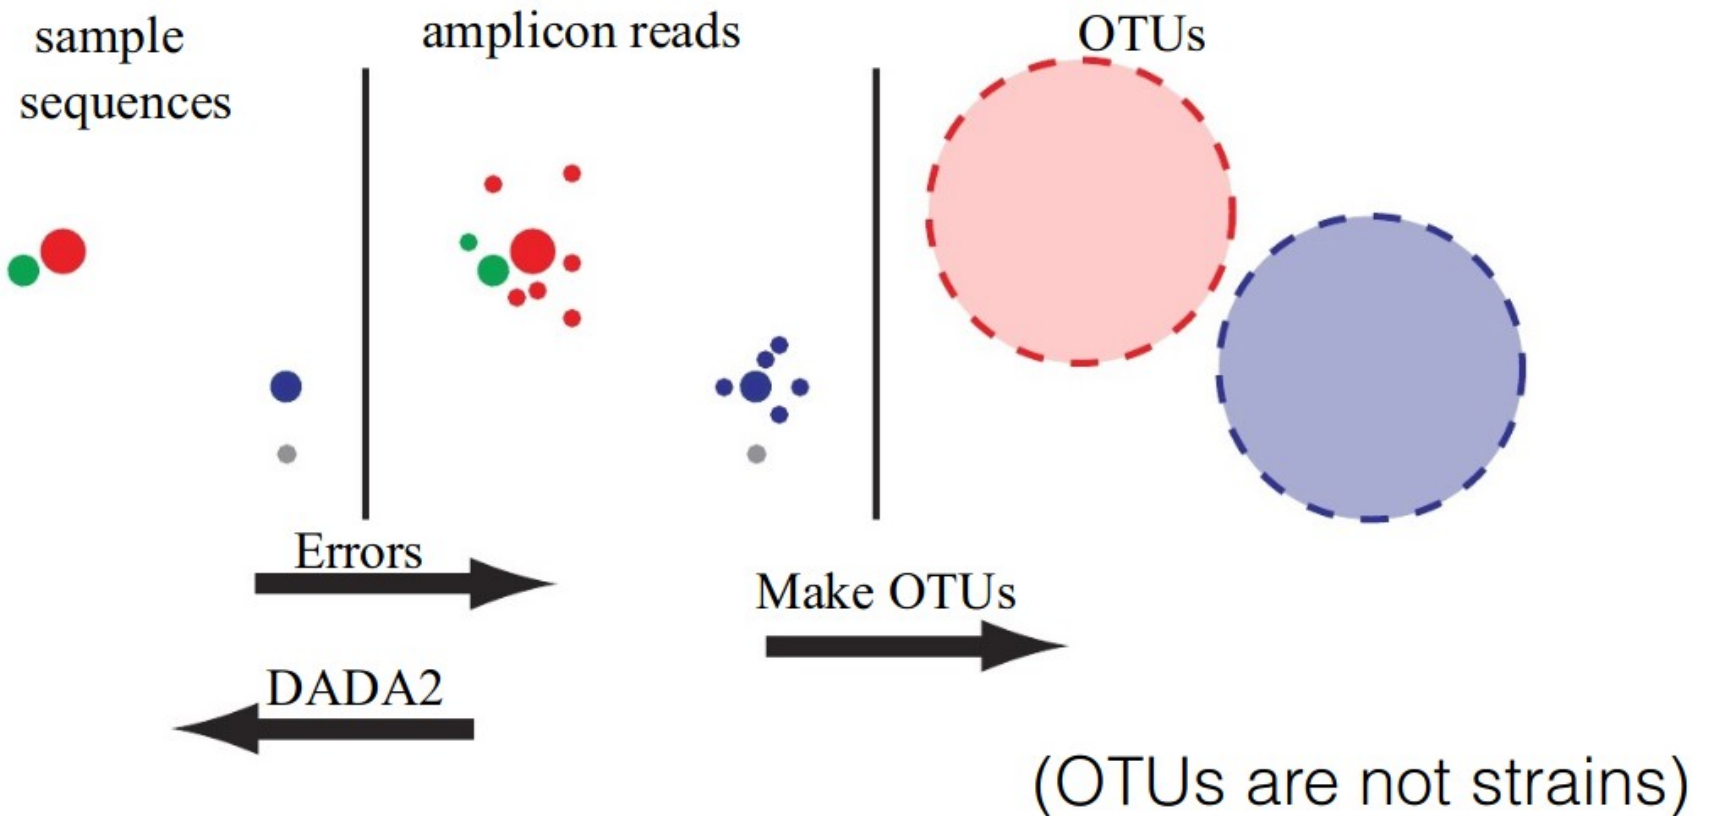 sample
sequences
amplicon reads
OTUs
Errors
Make OTUs
DADA2
(OTUs are not strains)